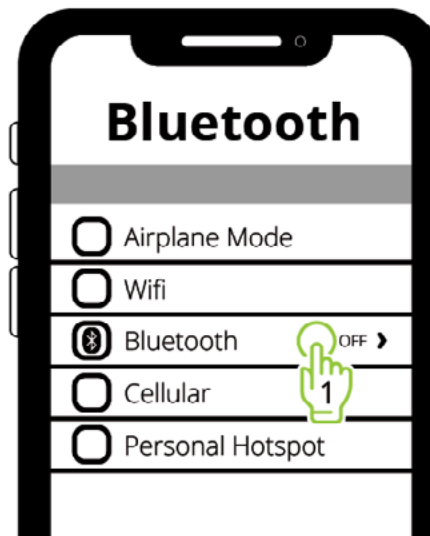 Bluetooth
Airplane Mode
Wifi
Bluetooth OFF
1
Cellular
Personal Hotspot